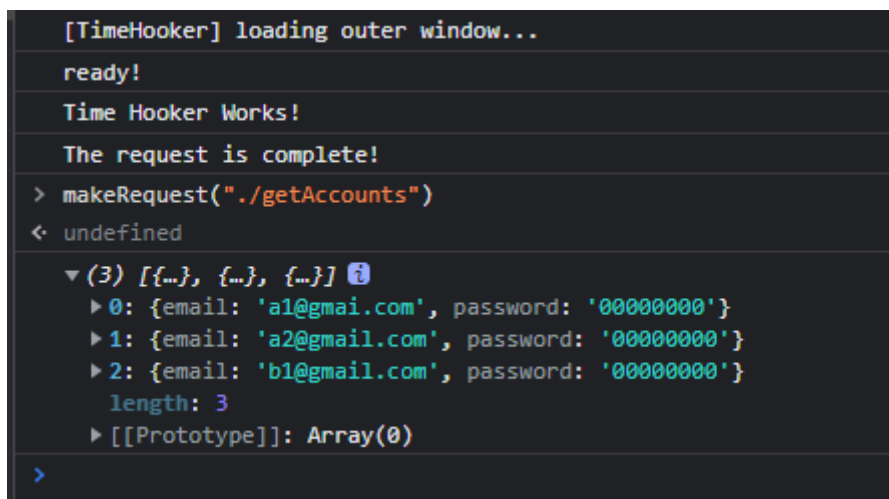 [TimeHooker] loading outer window...
ready!
Time Hooker Works!
The request is complete!
> makeRequest("./getAccounts")
undefined
(3) [{…}, {…}, {…}] i
0: {email: 'a1@gmai.com', password: '00000000'}
1: {email: 'a2@gmail.com', password: '00000000'}
2: {email: 'b1@gmail.com', password: '00000000'}
length: 3
[[Prototype]]: Array(0)
>